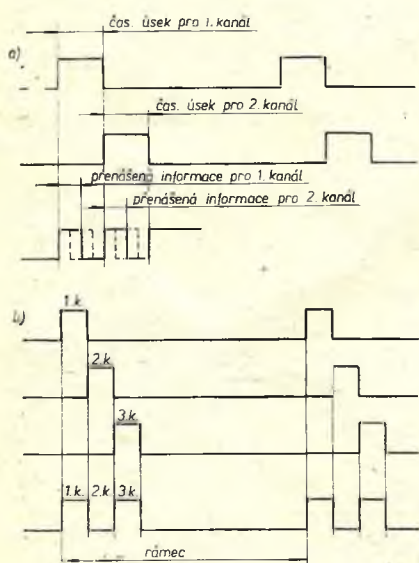 čas. úsek pro 1. kanál
a)
čas. úsek pro 2. kanál
přenášená informace pro 1. kanál
přenášená informace pro 2. kanál
b)
1.k.
2.k.
3.k.
1.k. 2.k 3.k.
rámec